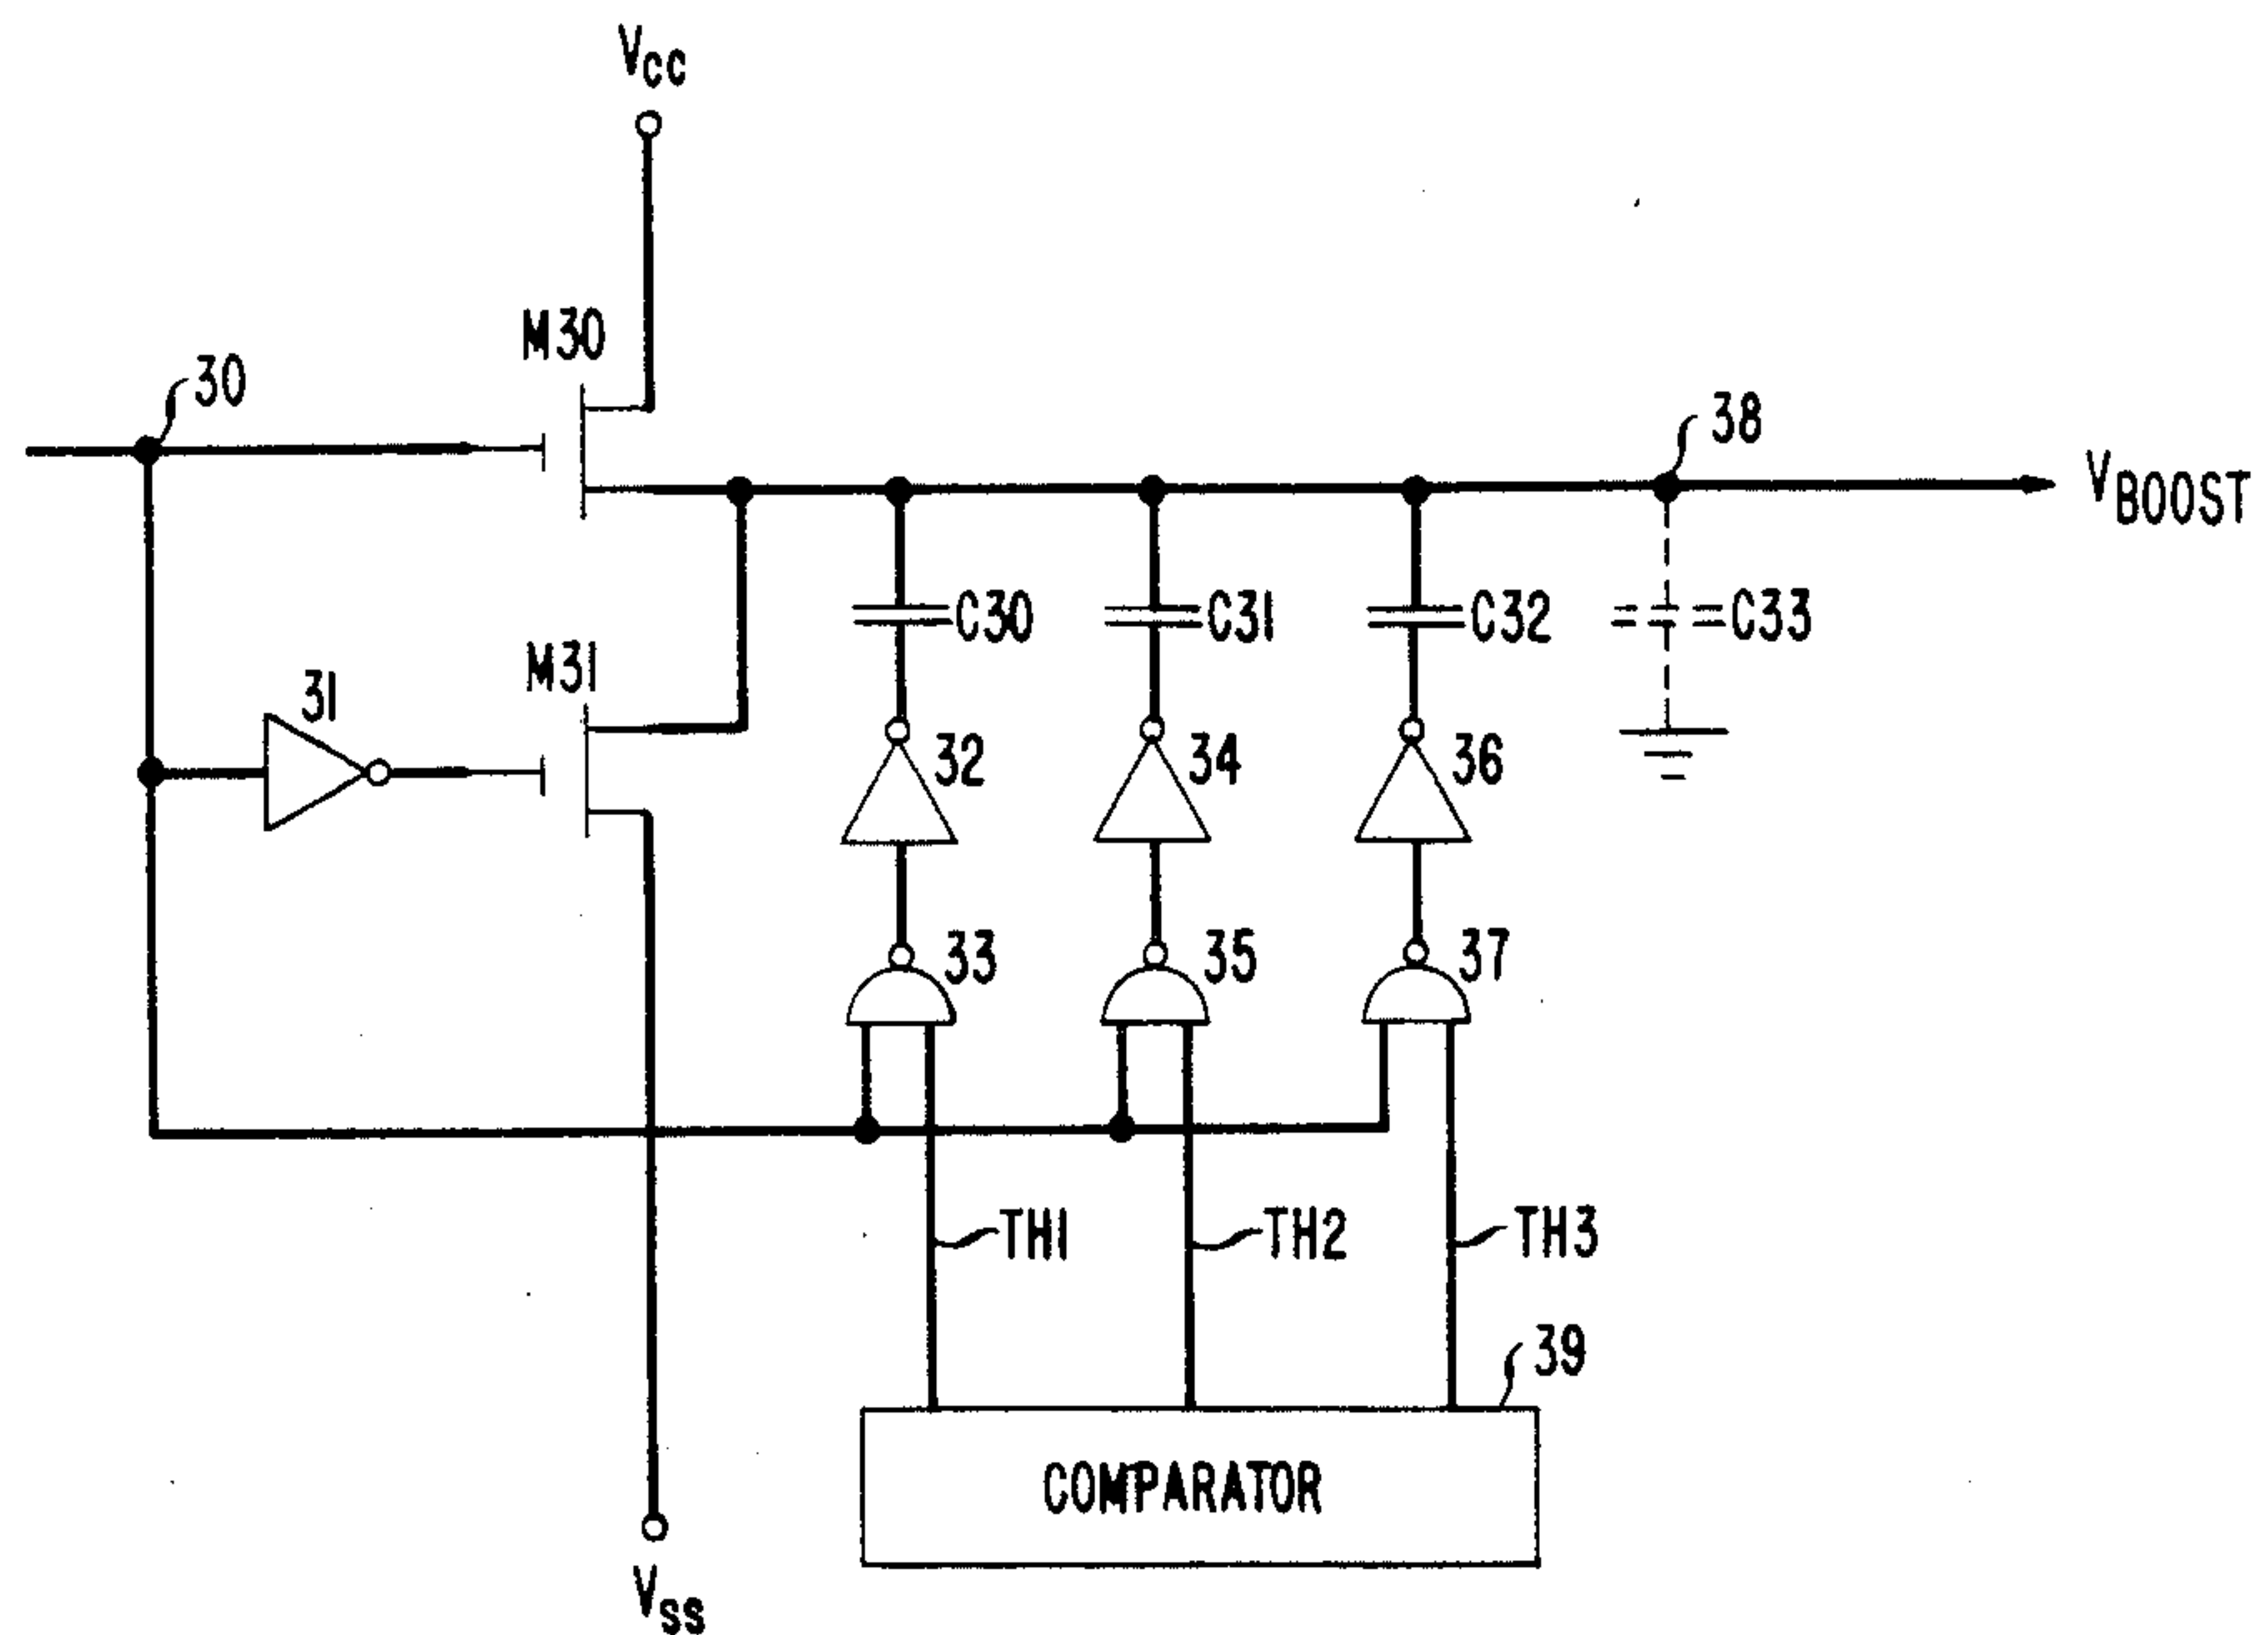 VCC
M30
30
38
VBOOST
C30
C31
C32
C33
M31
31
32
34
36
33
35
37
TH1
TH2
TH3
39
COMPARATOR
VSS